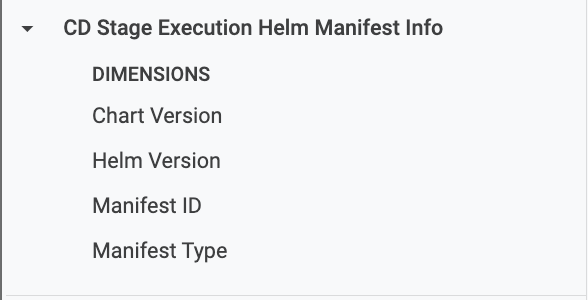 CD Stage Execution Helm Manifest Info
DIMENSIONS
Chart Version
Helm Version
Manifest ID
Manifest Type